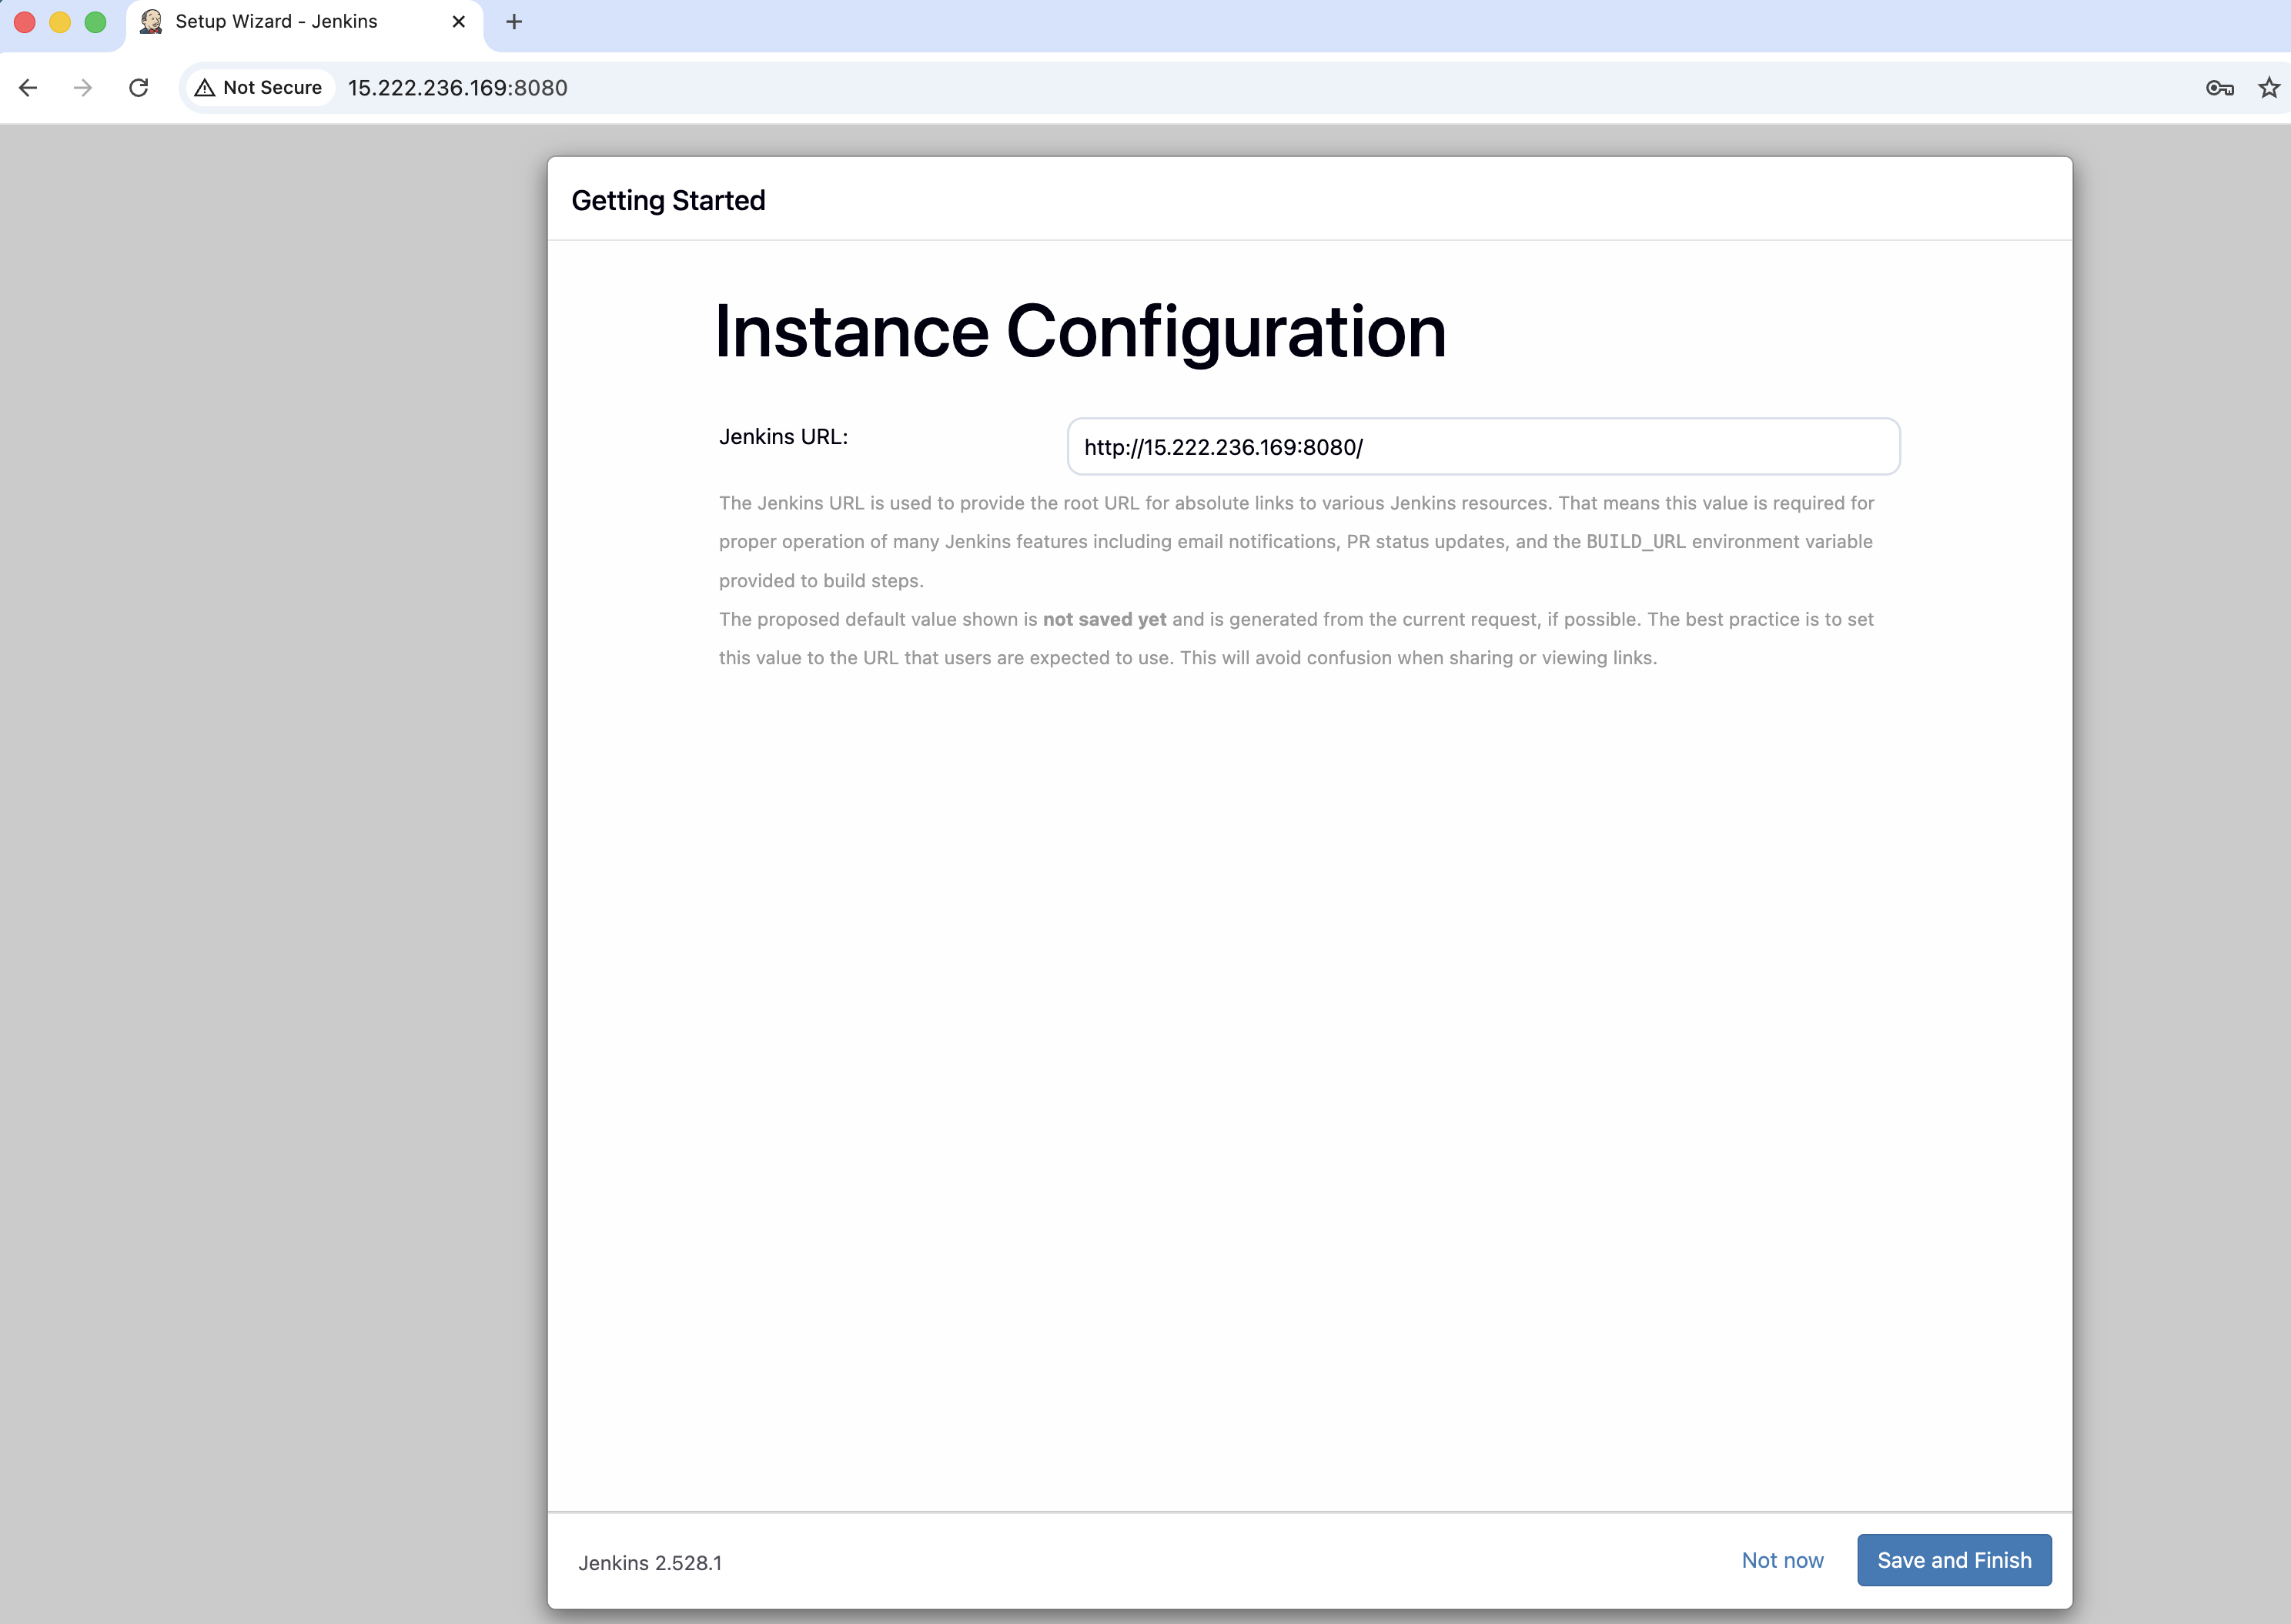 Setup Wizard - Jenkins
Not Secure 15.222.236.169:8080
Getting Started
Instance Configuration
Jenkins URL: http://15.222.236.169:8080/
The Jenkins URL is used to provide the root URL for absolute links to various Jenkins resources. That means this value is required for
proper operation of many Jenkins features including email notifications, PR status updates, and the BUILD_URL environment variable
provided to build steps.
The proposed default value shown is not saved yet and is generated from the current request, if possible. The best practice is to set
this value to the URL that users are expected to use. This will avoid confusion when sharing or viewing links.
Jenkins 2.528.1 Not now Save and Finish